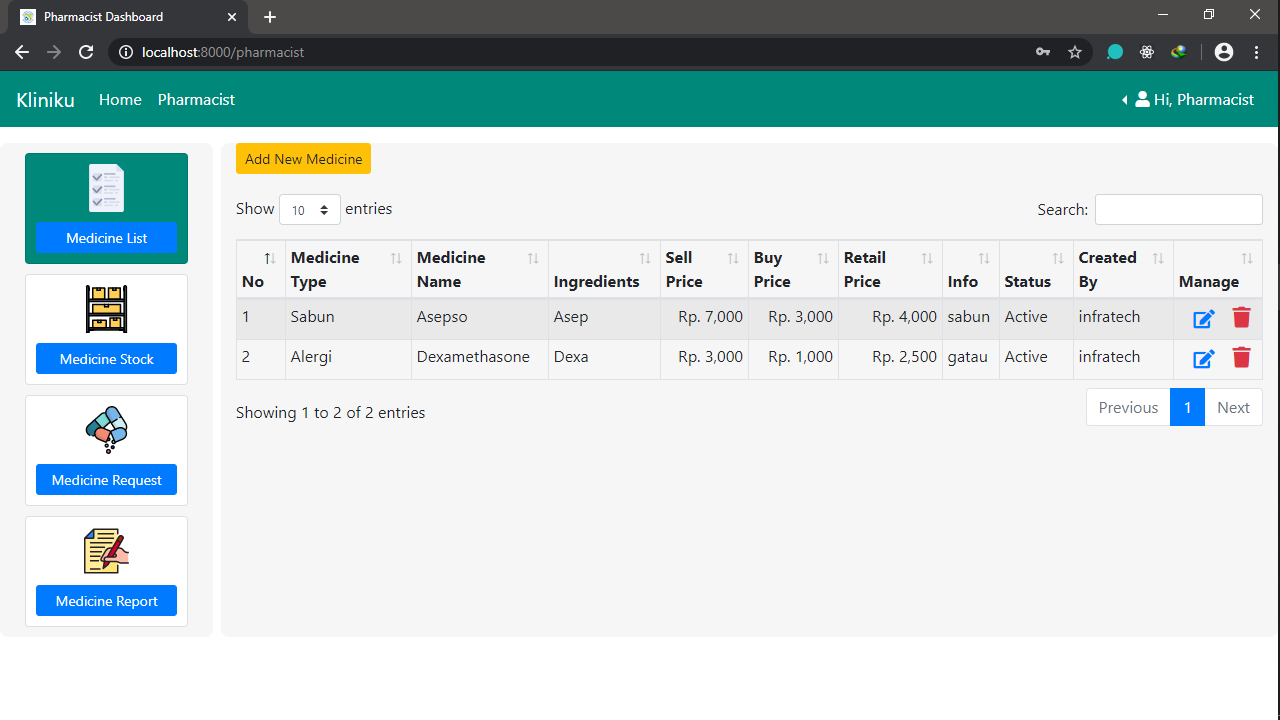 Pharmacist Dashboard
localhost:8000/pharmacist
Kliniku Home Pharmacist Hi, Pharmacist
Medicine List
Medicine Stock
Medicine Request
Medicine Report
Add New Medicine
Show 10 entries Search:
No Medicine Type Medicine Name Ingredients Sell Price Buy Price Retail Price Info Status Created By Manage
1 Sabun Asepso Asep Rp. 7,000 Rp. 3,000 Rp. 4,000 sabun Active infratech
2 Alergi Dexamethasone Dexa Rp. 3,000 Rp. 1,000 Rp. 2,500 gatau Active infratech
Showing 1 to 2 of 2 entries
Previous 1 Next